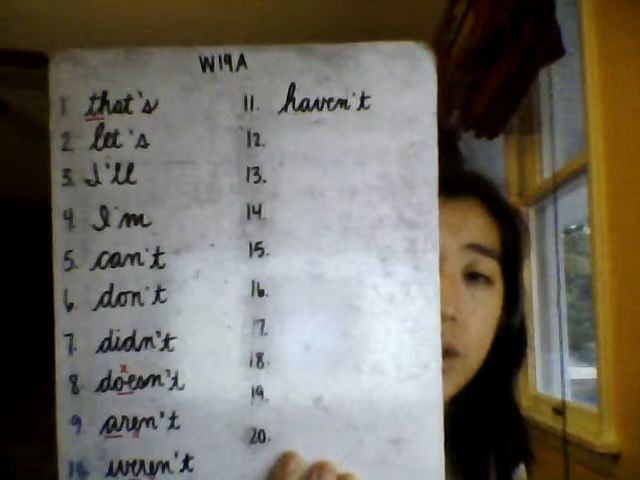 W19A
1 that's
2 let's
3. I'll
4. I'm
5. can't
6. don't
7. didn't
8. doesn't
9 aren't
10 weren't
11. haven't
12.
13.
14.
15.
16.
7.
18.
19.
20.